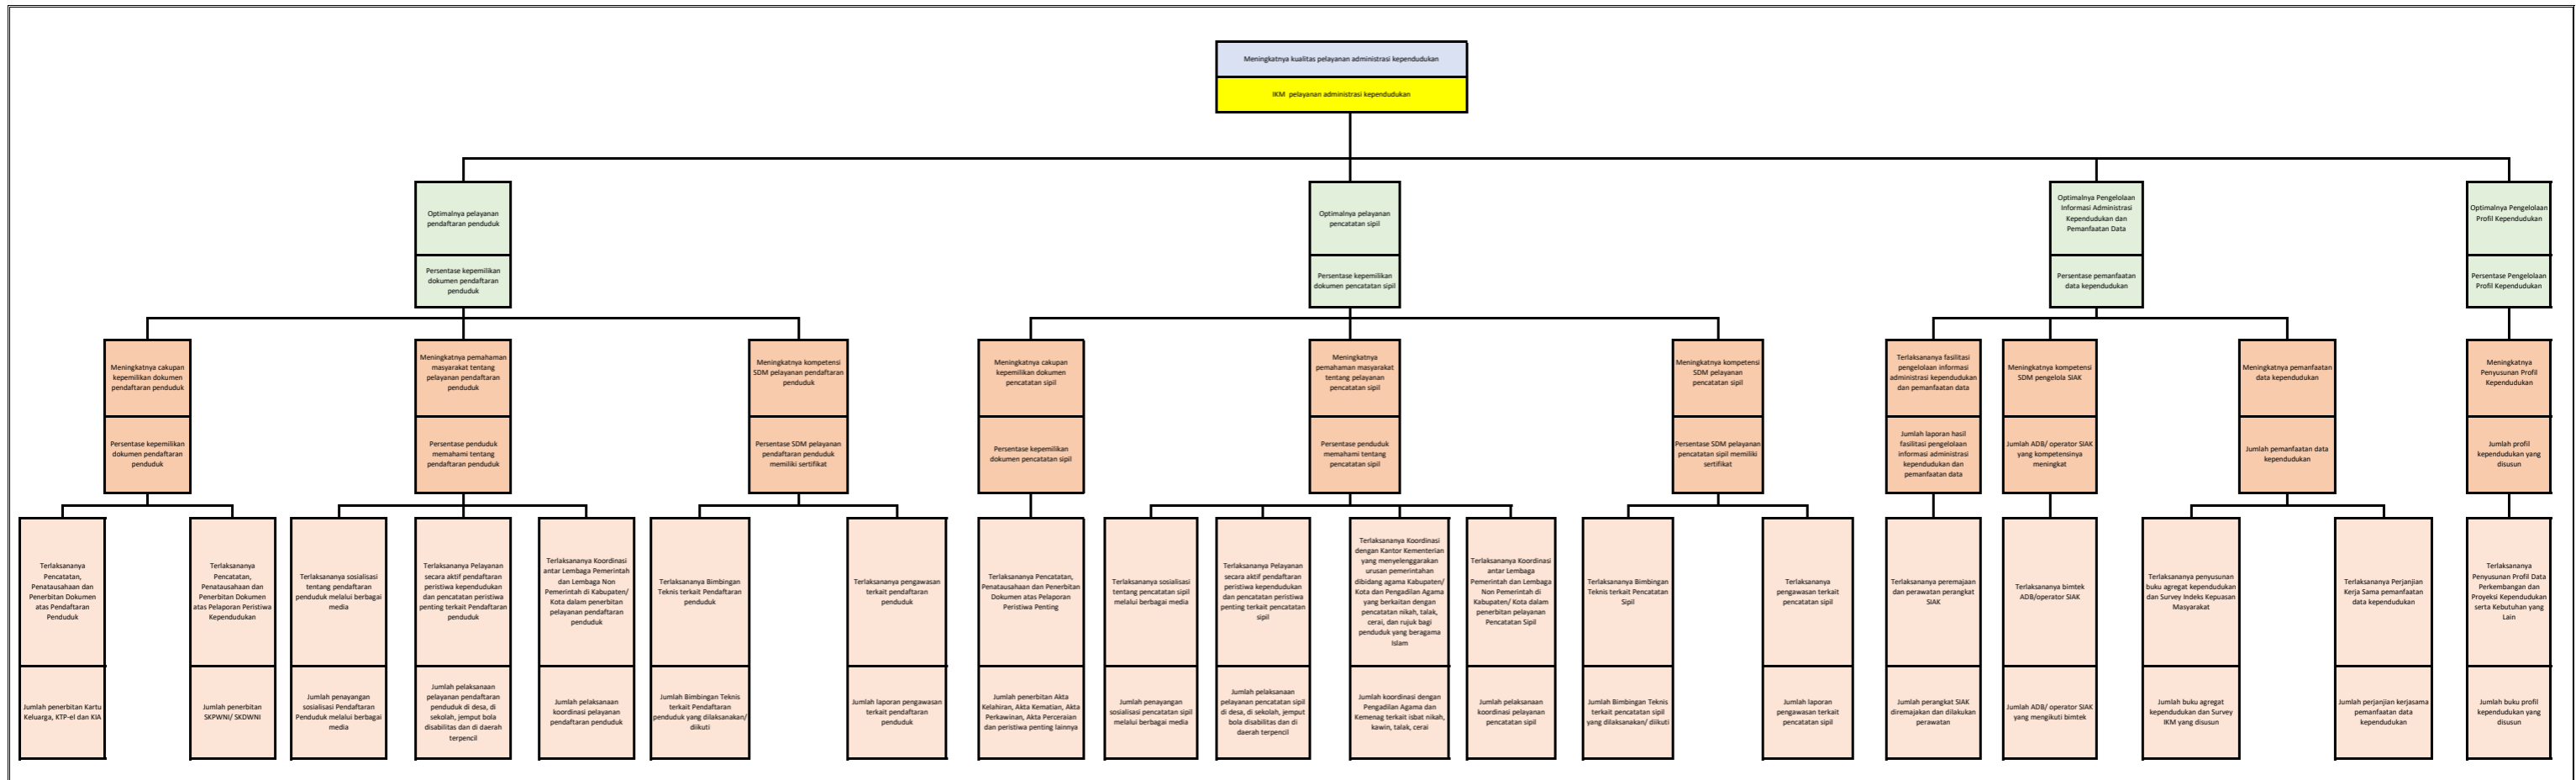 Meningkatnya kualitas pelayanan administrasi kependudukan
IKM pelayanan administrasi kependudukan
Optimalnya pelayanan
pendaftaran penduduk
Persentase kepemilikan
dokumen pendaftaran
penduduk
Optimalnya pelayanan
pencatatan sipil
Persentase kepemilikan
dokumen pencatatan sipil
Optimalnya Pengelolaan
Informasi Administrasi
Kependudukan dan
Pemanfaatan Data
Persentase pemanfaatan
data kependudukan
Optimalnya Pengelolaan
Profil Kependudukan
Persentase Pengelolaan
Profil Kependudukan
Meningkatnya cakupan
kepemilikan dokumen
pendaftaran penduduk
Persentase kepemilikan
dokumen pendaftaran
penduduk
Meningkatnya pemahaman
masyarakat tentang
pelayanan pendaftaran
penduduk
Persentase penduduk
memahami tentang
pendaftaran penduduk
Meningkatnya kompetensi
SDM pelayanan pendaftaran
penduduk
Persentase SDM pelayanan
pendaftaran penduduk
memiliki sertifikat
Meningkatnya cakupan
kepemilikan dokumen
pencatatan sipil
Persentase kepemilikan
dokumen pencatatan sipil
Meningkatnya
pemahaman masyarakat
tentang pelayanan
pencatatan sipil
Persentase penduduk
memahami tentang
pencatatan sipil
Meningkatnya kompetensi
SDM pelayanan
pencatatan sipil
Persentase SDM pelayanan
pencatatan sipil memiliki
sertifikat
Terlaksananya fasilitasi
pengelolaan informasi
administrasi kependudukan
dan pemanfaatan data
Jumlah laporan hasil
fasilitasi pengelolaan
informasi administrasi
kependudukan dan
pemanfaatan data
Meningkatnya kompetensi
SDM pengelola SIAK
Jumlah ADB/ operator SIAK
yang kompetensinya
meningkat
Meningkatnya pemanfaatan
data kependudukan
Jumlah pemanfaatan data
kependudukan
Meningkatnya
Penyusunan Profil
Kependudukan
Jumlah profil
kependudukan yang
disusun
Terlaksananya
Pencatatan,
Penatausahaan dan
Penerbitan Dokumen
atas Pendaftaran
Penduduk
Jumlah penerbitan Kartu
Keluarga, KTP-el dan KIA
Terlaksananya
Pencatatan,
Penatausahaan dan
Penerbitan Dokumen
atas Pelaporan Peristiwa
Kependudukan
Jumlah penerbitan
SKPWNI/ SKDWNI
Terlaksananya sosialisasi
tentang pendaftaran
penduduk melalui berbagai
media
Jumlah penayangan
sosialisasi Pendaftaran
Penduduk melalui berbagai
media
Terlaksananya Pelayanan
secara aktif pendaftaran
peristiwa kependudukan
dan pencatatan peristiwa
penting terkait Pendaftaran
penduduk
Jumlah pelaksanaan
pelayanan pendaftaran
penduduk di desa, di
sekolah, jemput bola
disabilitas dan di daerah
terpencil
Terlaksananya Koordinasi
antar Lembaga Pemerintah
dan Lembaga Non
Pemerintah di Kabupaten/
Kota dalam penerbitan
pelayanan pendaftaran
penduduk
Jumlah pelaksanaan
koordinasi pelayanan
pendaftaran penduduk
Terlaksananya Bimbingan
Teknis terkait Pendaftaran
penduduk
Jumlah Bimbingan Teknis
terkait Pendaftaran
penduduk yang dilaksanakan/
diikuti
Terlaksananya pengawasan
terkait pendaftaran
penduduk
Jumlah laporan pengawasan
terkait pendaftaran
penduduk
Terlaksananya Pencatatan,
Penatausahaan dan Penerbitan
Dokumen atas Pelaporan
Peristiwa Penting
Jumlah penerbitan Akta
Kelahiran, Akta Kematian, Akta
Perkawinan, Akta Perceraian
dan peristiwa penting lainnya
Terlaksananya sosialisasi
tentang pencatatan sipil
melalui berbagai media
Jumlah penayangan
sosialisasi pencatatan sipil
melalui berbagai media
Terlaksananya Pelayanan
secara aktif pendaftaran
peristiwa kependudukan
dan pencatatan peristiwa
penting terkait pencatatan
sipil
Jumlah pelaksanaan
pelayanan pencatatan sipil
di desa, di sekolah, jemput
bola disabilitas dan di
daerah terpencil
Terlaksananya Koordinasi
dengan Kantor Kementerian
yang menyelenggarakan
urusan pemerintahan
dibidang agama Kabupaten/
Kota dan Pengadilan Agama
yang berkaitan dengan
pencatatan nikah, talak,
cerai, dan rujuk bagi
penduduk yang beragama
Islam
Jumlah koordinasi dengan
Pengadilan Agama dan
Kemenag terkait isbat nikah,
kawin, talak, cerai
Terlaksananya Koordinasi
antar Lembaga
Pemerintah dan Lembaga
Non Pemerintah di
Kabupaten/ Kota dalam
penerbitan pelayanan
Pencatatan Sipil
Jumlah pelaksanaan
koordinasi pelayanan
pencatatan sipil
Terlaksananya Bimbingan
Teknis terkait Pencatatan
Sipil
Jumlah Bimbingan Teknis
terkait pencatatan sipil
yang dilaksanakan/ diikuti
Terlaksananya
pengawasan terkait
pencatatan sipil
Jumlah laporan
pengawasan terkait
pencatatan sipil
Terlaksananya peremajaan
dan perawatan perangkat
SIAK
Jumlah perangkat SIAK
diremajakan dan dilakukan
perawatan
Terlaksananya bimtek
ADB/operator SIAK
Jumlah ADB/ operator SIAK
yang mengikuti bimtek
Terlaksananya penyusunan
buku agregat kependudukan
dan Survey Indeks Kepuasan
Masyarakat
Jumlah buku agregat
kependudukan dan Survey
IKM yang disusun
Terlaksananya Perjanjian
Kerja Sama pemanfaatan
data kependudukan
Jumlah perjanjian kerjasama
pemanfaatan data
kependudukan
Terlaksananya
Penyusunan Profil Data
Perkembangan dan
Proyeksi Kependudukan
serta Kebutuhan yang
Lain
Jumlah buku profil
kependudukan yang
disusun